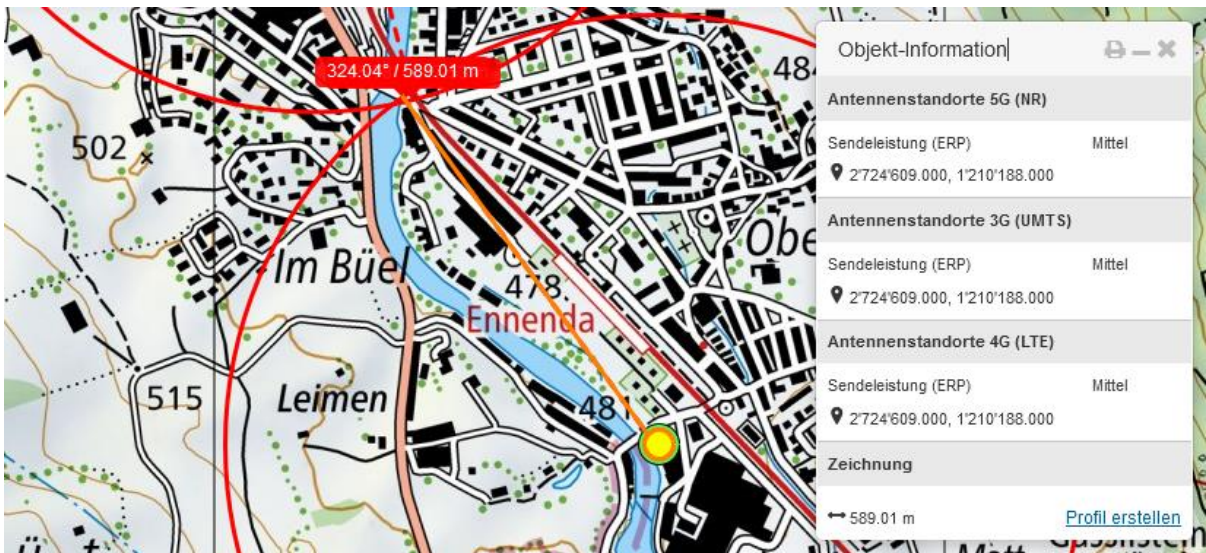 324.04° / 589.01 m
484
502
Im Büel
478
Ennenda
Obe
515
Leimen
481
Objekt-Information
Antennenstandorte 5G (NR)
Sendeleistung (ERP) Mittel
2'724'609.000, 1'210'188.000
Antennenstandorte 3G (UMTS)
Sendeleistung (ERP) Mittel
2'724'609.000, 1'210'188.000
Antennenstandorte 4G (LTE)
Sendeleistung (ERP) Mittel
2'724'609.000, 1'210'188.000
Zeichnung
589.01 m Profil erstellen